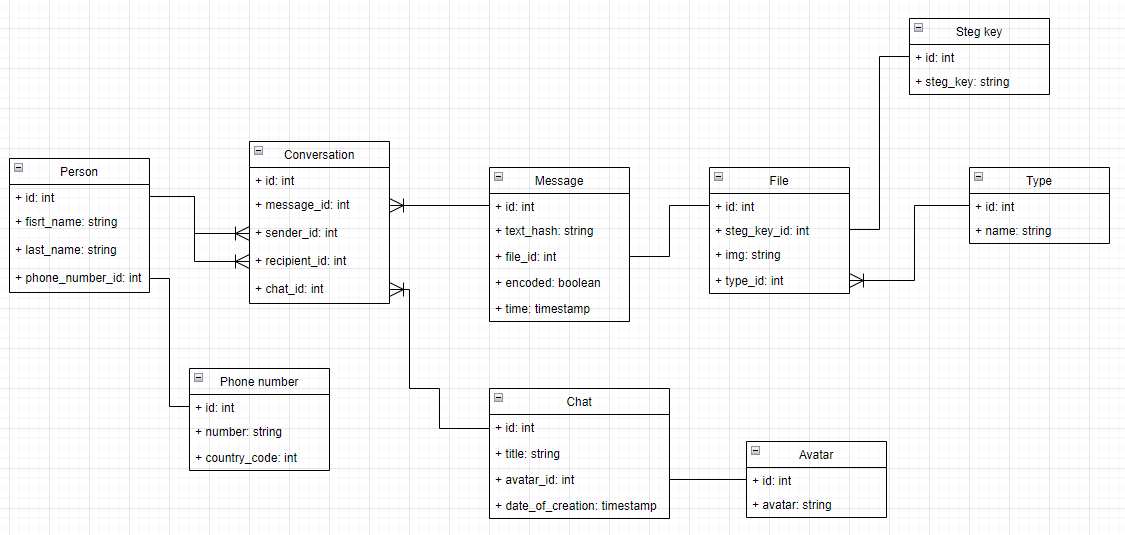 Steg key
+ id: int
+ steg_key: string
Person
+ id: int
+ fisrt_name: string
+ last_name: string
+ phone_number_id: int
Conversation
+ id: int
+ message_id: int
+ sender_id: int
+ recipient_id: int
+ chat_id: int
Message
+ id: int
+ text_hash: string
+ file_id: int
+ encoded: boolean
+ time: timestamp
File
+ id: int
+ steg_key_id: int
+ img: string
+ type_id: int
Type
+ id: int
+ name: string
Phone number
+ id: int
+ number: string
+ country_code: int
Chat
+ id: int
+ title: string
+ avatar_id: int
+ date_of_creation: timestamp
Avatar
+ id: int
+ avatar: string